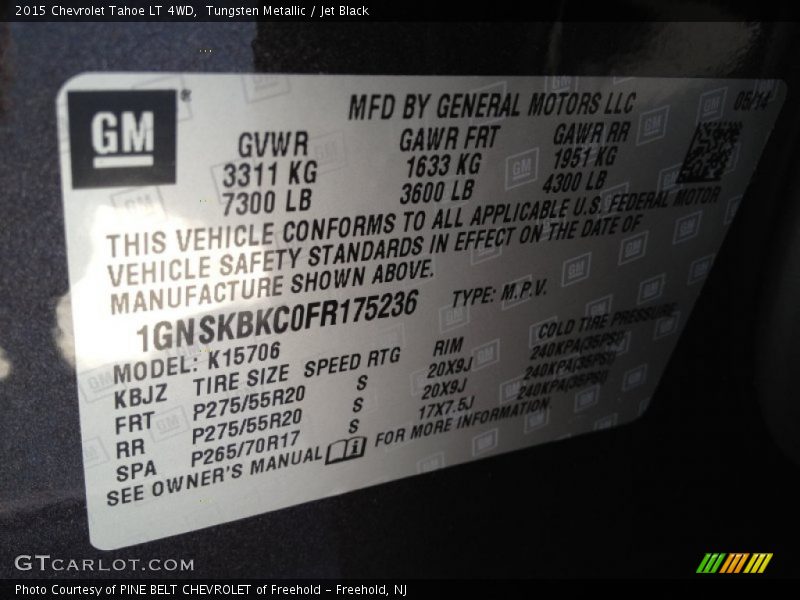 2015 Chevrolet Tahoe LT 4WD, Tungsten Metallic / Jet Black
GM ® MFD BY GENERAL MOTORS LLC 05/14
GVWR GAWR FRT GAWR RR
3311 KG 1633 KG 1951 KG
7300 LB 3600 LB 4300 LB
THIS VEHICLE CONFORMS TO ALL APPLICABLE U.S. FEDERAL MOTOR
VEHICLE SAFETY STANDARDS IN EFFECT ON THE DATE OF
MANUFACTURE SHOWN ABOVE.
1GNSKBKC0FR175236 TYPE: M.P.V.
MODEL: K15706
KBJZ TIRE SIZE SPEED RTG RIM COLD TIRE PRESSURE
FRT P275/55R20 S 20X9J 240KPA(35PSI)
RR P275/55R20 S 20X9J 240KPA(35PSI)
SPA P265/70R17 S 17X7.5J 240KPA(35PSI)
SEE OWNER'S MANUAL i FOR MORE INFORMATION
GTCARLOT.COM
Photo Courtesy of PINE BELT CHEVROLET of Freehold - Freehold, NJ